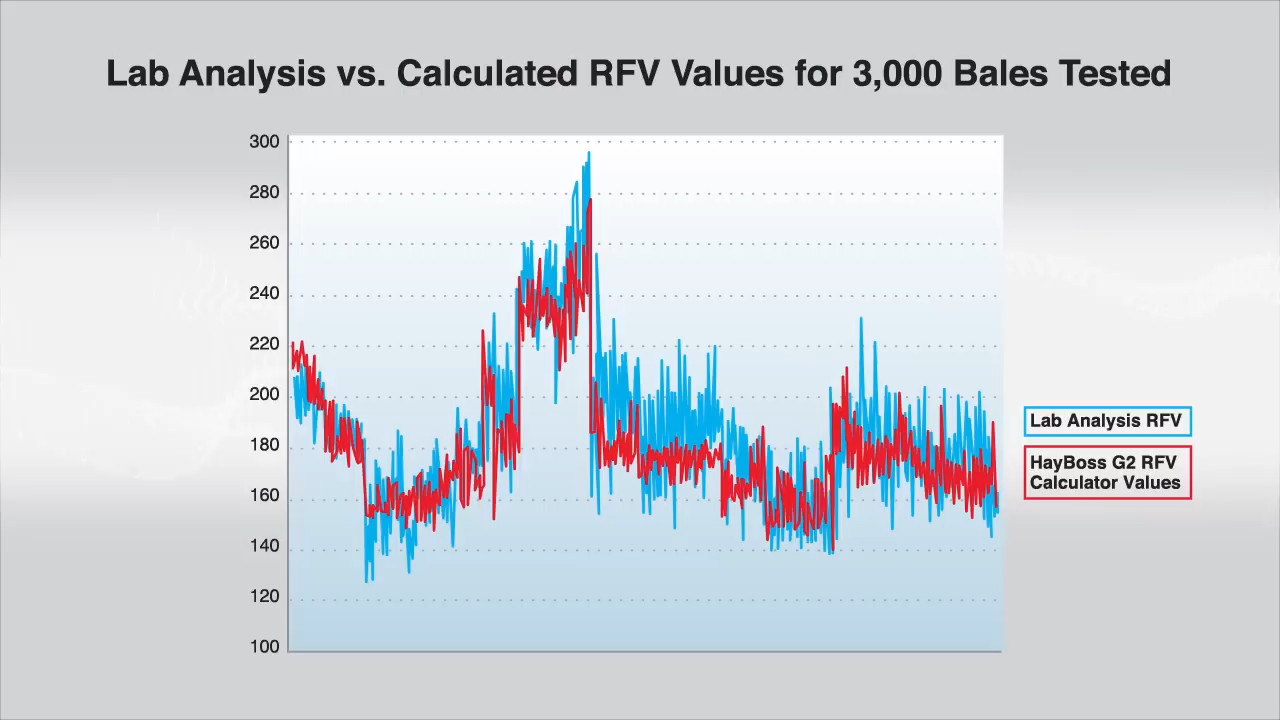 Lab Analysis vs. Calculated RFV Values for 3,000 Bales Tested
300
280
260
240
220
200
180
160
140
120
100
Lab Analysis RFV
HayBoss G2 RFV
Calculator Values